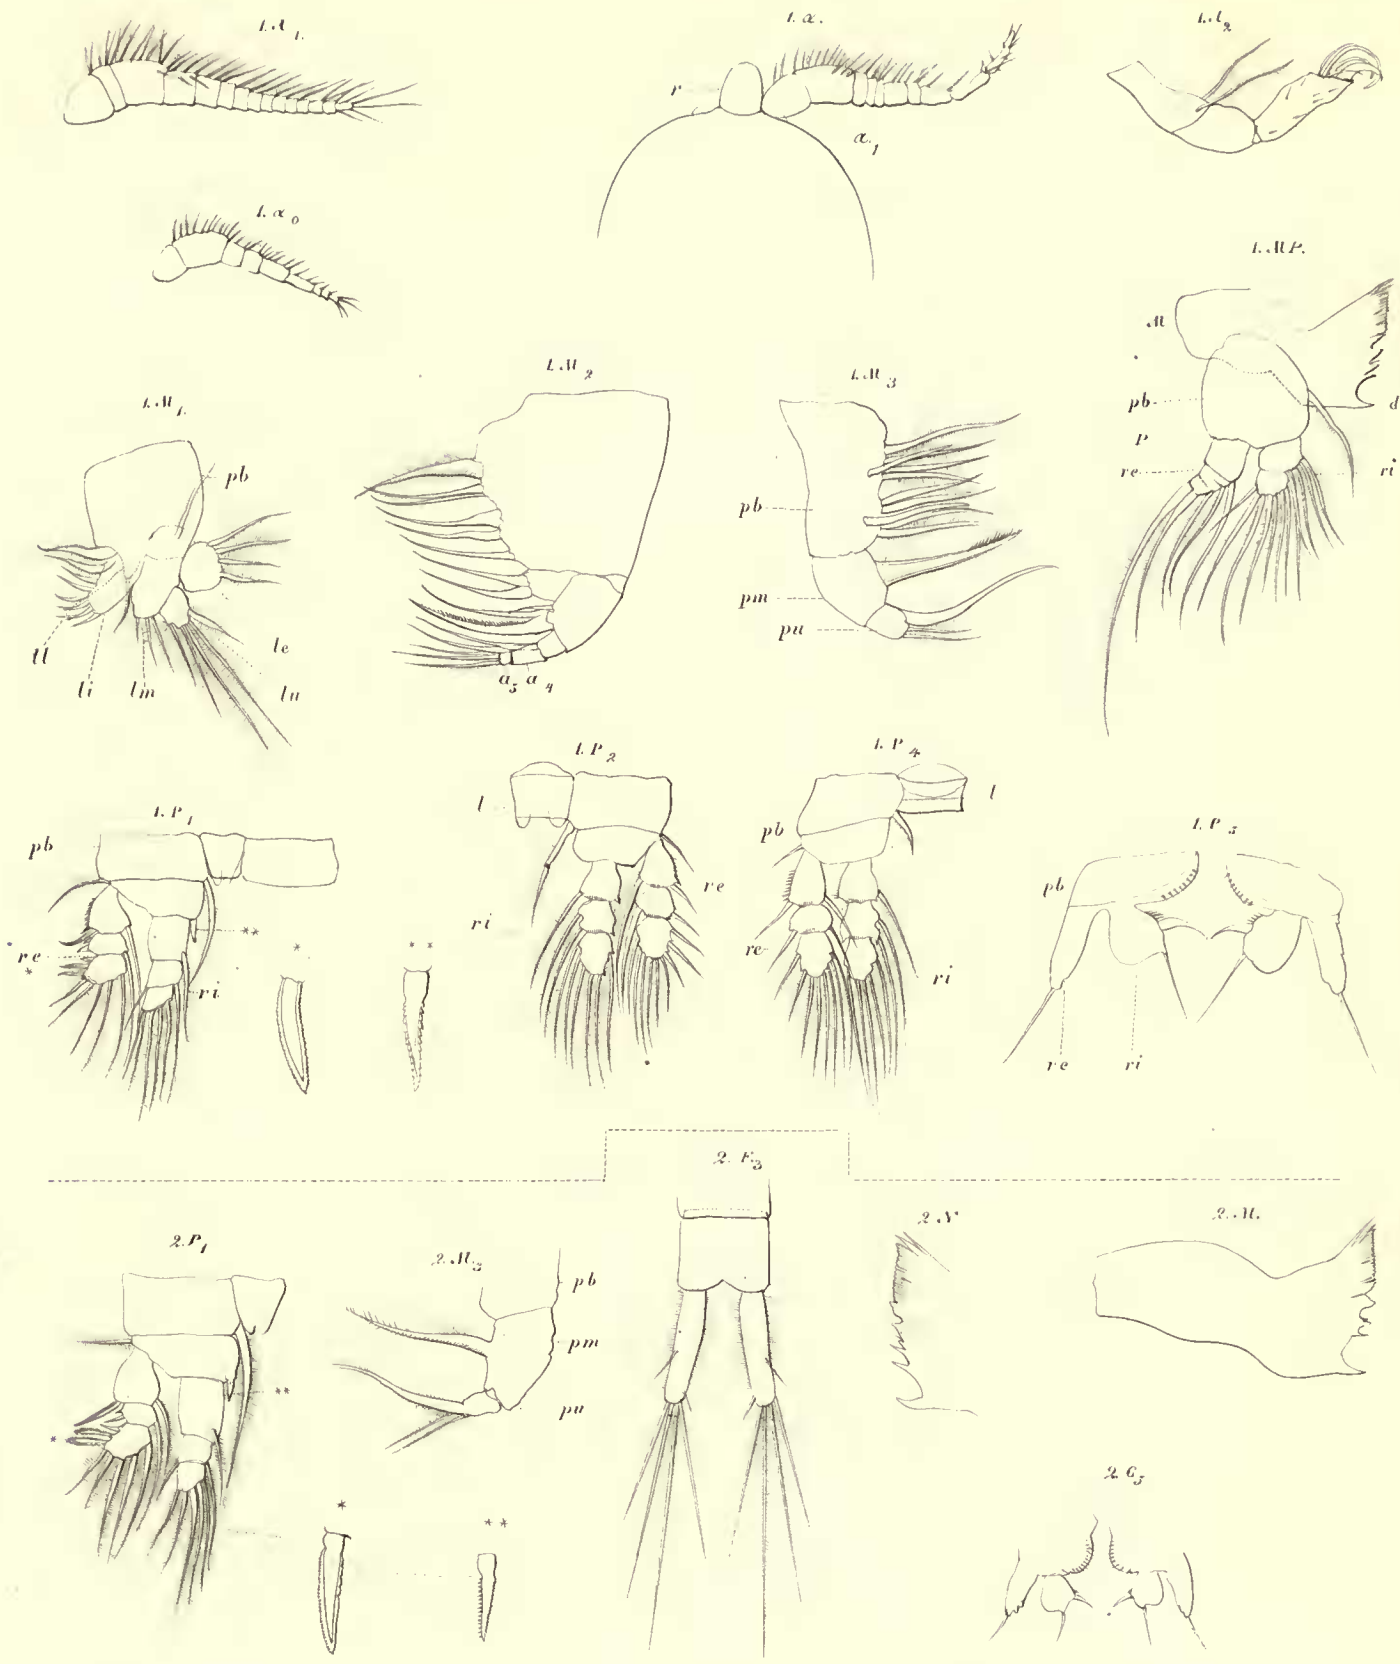 1. A 1.
1. a.
1. A 2
r
a. 1
1. a 0
1. M P.
M
1. M 2
1. M 3
pb
d
1. M 1.
P
pb
re
ri
pb
pm
le
pu
li
lm
lu
a 5 a 4
1. P 2
1. P 4
l
l
1. P 1
pb
1. P 5
pb
re
pb
ri
**
*
* *
*
re
re
*
ri
ri
re
ri
2. F 3
2. M.
2. P 1
2. M 3
pb
pm
**
pu
*
2. C 5
*
* *